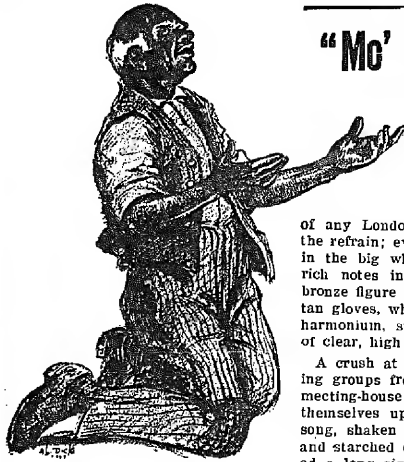 “Mo’
of any Londo
the refrain; ev
in the big wh
rich notes in
bronze figure
tan gloves, wh
harmonium, a
of clear, high
A crush at
ing groups fro
meeting-house
themselves up
song, shaken
and starched